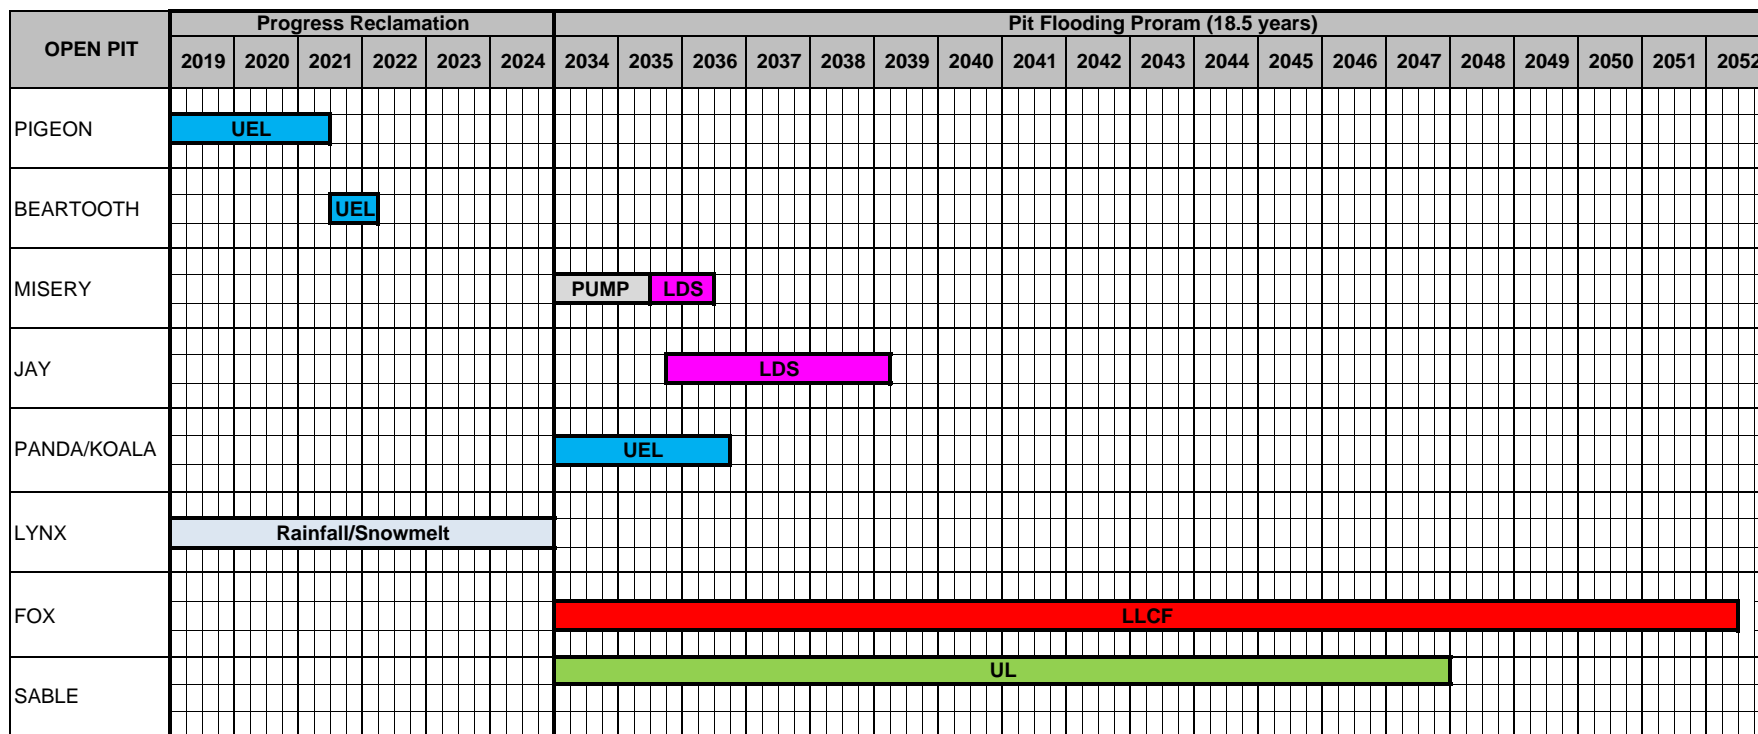 OPEN PIT
Progress Reclamation
Pit Flooding Proram (18.5 years)
2019 2020 2021 2022 2023 2024 2034 2035 2036 2037 2038 2039 2040 2041 2042 2043 2044 2045 2046 2047 2048 2049 2050 2051 2052
PIGEON UEL
BEARTOOTH UEL
MISERY PUMP LDS
JAY LDS
PANDA/KOALA UEL
LYNX Rainfall/Snowmelt
FOX LLCF
SABLE UL